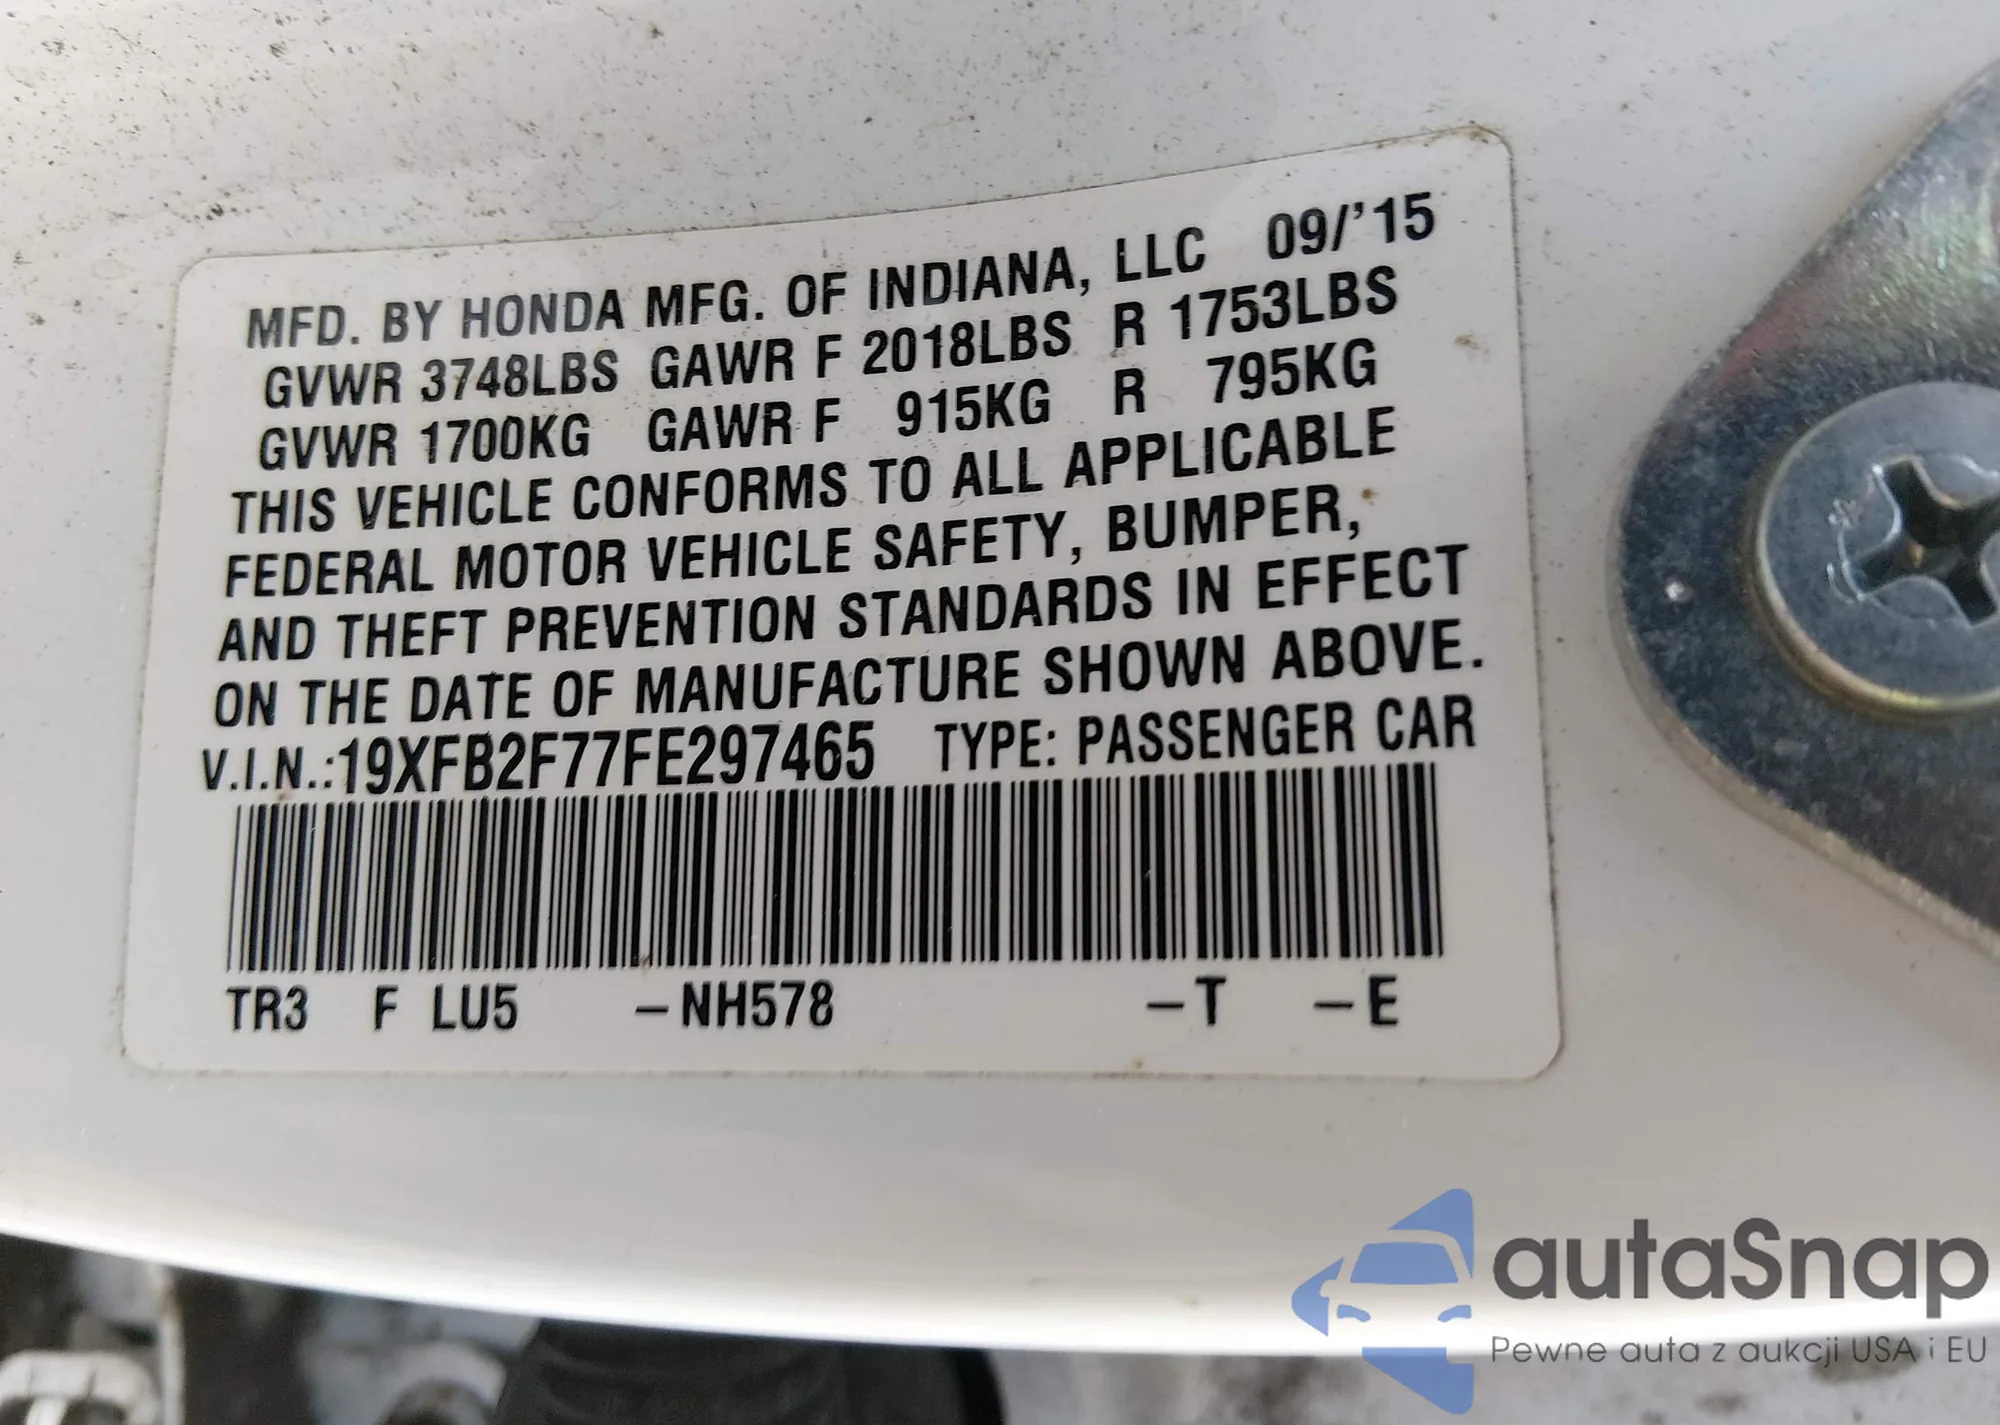 MFD. BY HONDA MFG. OF INDIANA, LLC 09/'15
GVWR 3748LBS GAWR F 2018LBS R 1753LBS
GVWR 1700KG GAWR F 915KG R 795KG
THIS VEHICLE CONFORMS TO ALL APPLICABLE
FEDERAL MOTOR VEHICLE SAFETY, BUMPER,
AND THEFT PREVENTION STANDARDS IN EFFECT
ON THE DATE OF MANUFACTURE SHOWN ABOVE.
V.I.N.:19XFB2F77FE297465 TYPE: PASSENGER CAR
TR3 F LU5 –NH578 –T –E
autaSnap
Pewne auta z aukcji USA i EU